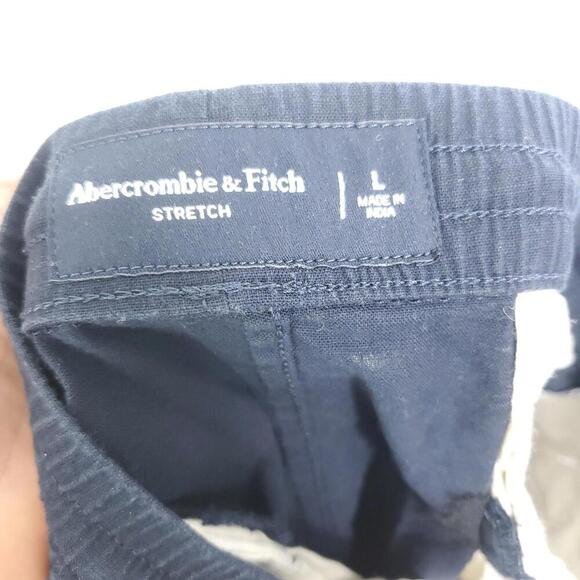 Abercrombie & Fitch
STRETCH
L
MADE IN
INDIA